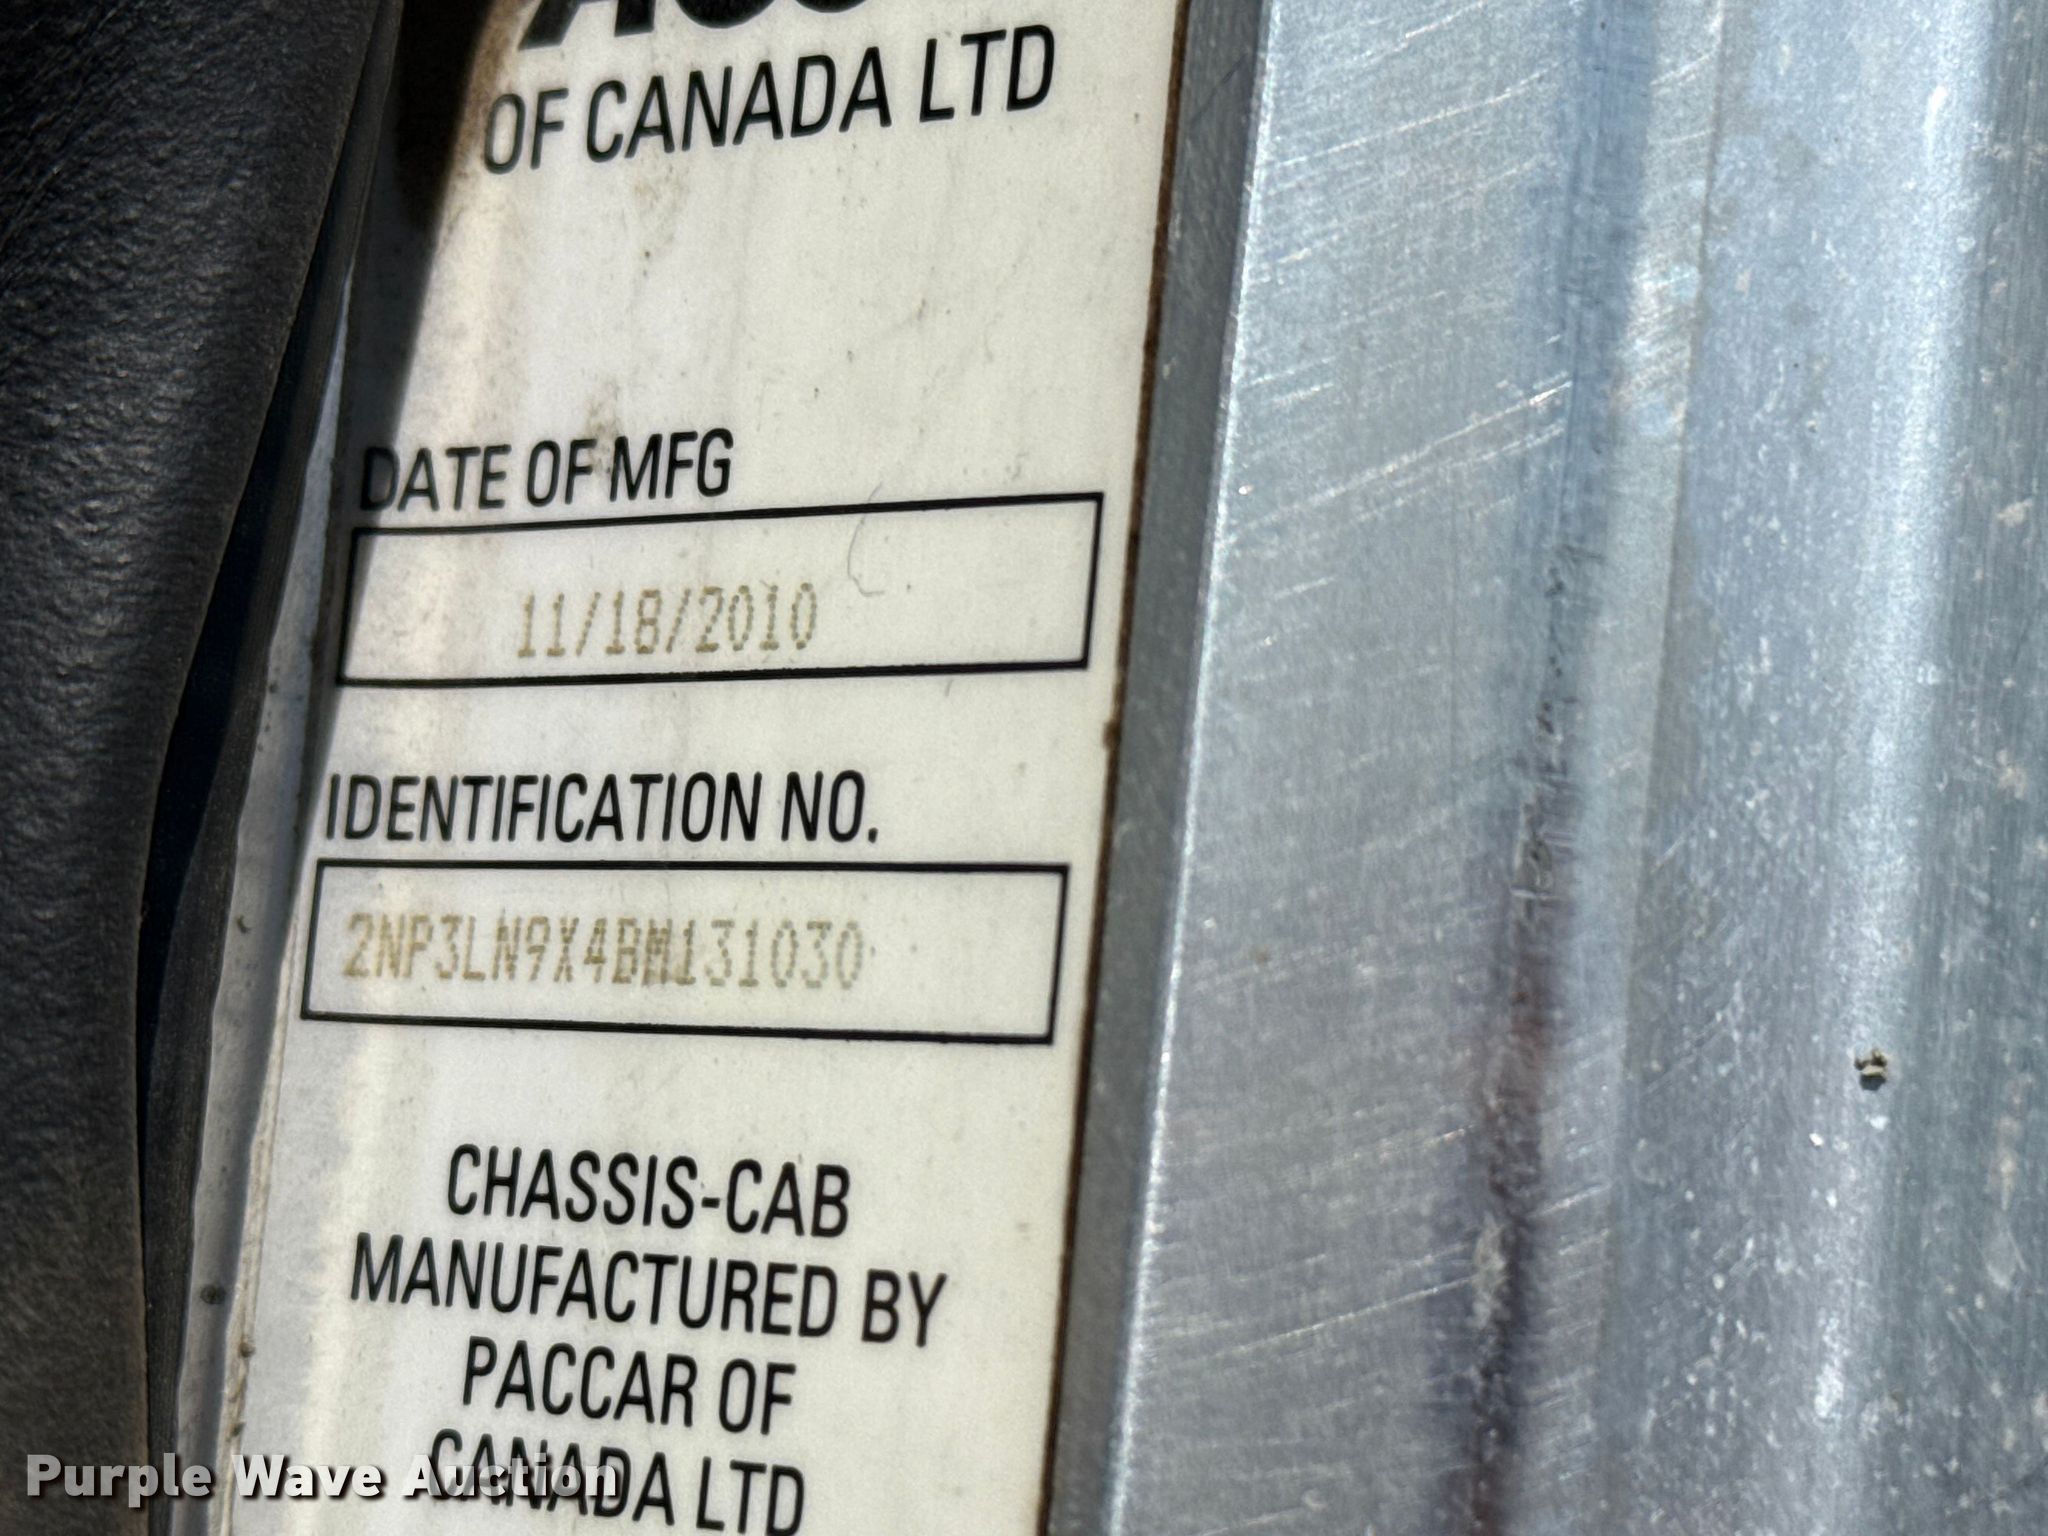 OF CANADA LTD
DATE OF MFG
11/18/2010
IDENTIFICATION NO.
2NP3LN9X4BM131030
CHASSIS-CAB
MANUFACTURED BY
PACCAR OF
CANADA LTD
Purple Wave Auction